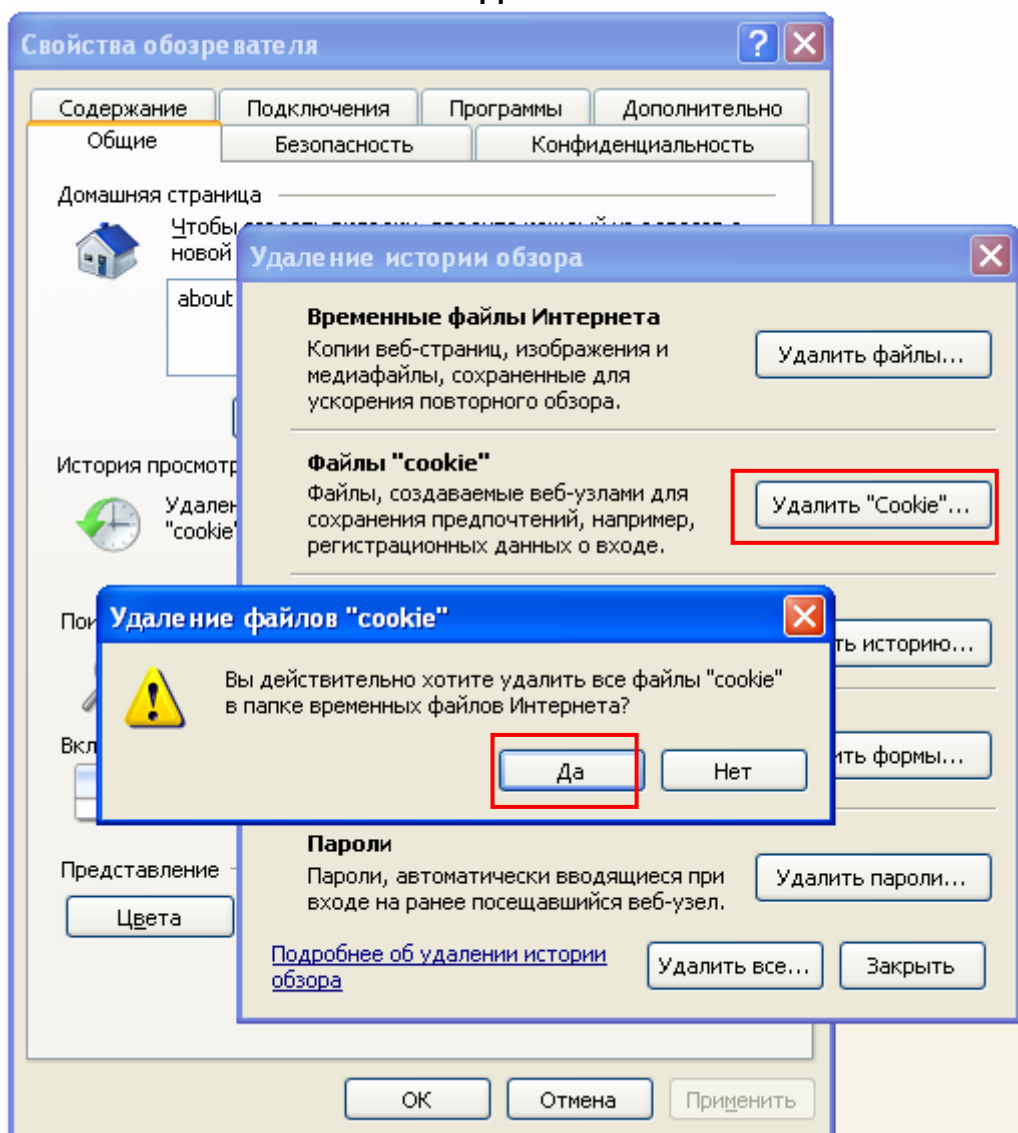 Свойства обозревателя
Содержание Подключения Программы Дополнительно
Общие Безопасность Конфиденциальность
Домашняя страница
Чтобы
новой
about
История просмотр
Удален
"cookie"
Представление
Цвета
ОК Отмена Применить
Удаление истории обзора
Временные файлы Интернета
Копии веб-страниц, изображения и
медиафайлы, сохраненные для
ускорения повторного обзора.
Удалить файлы...
Файлы "cookie"
Файлы, создаваемые веб-узлами для
сохранения предпочтений, например,
регистрационных данных о входе.
Удалить "Cookie"...
ть историю...
ить формы...
Пароли
Пароли, автоматически вводящиеся при
входе на ранее посещавшийся веб-узел.
Удалить пароли...
Подробнее об удалении истории
обзора
Удалить все... Закрыть
Удаление файлов "cookie"
Вы действительно хотите удалить все файлы "cookie"
в папке временных файлов Интернета?
Да Нет